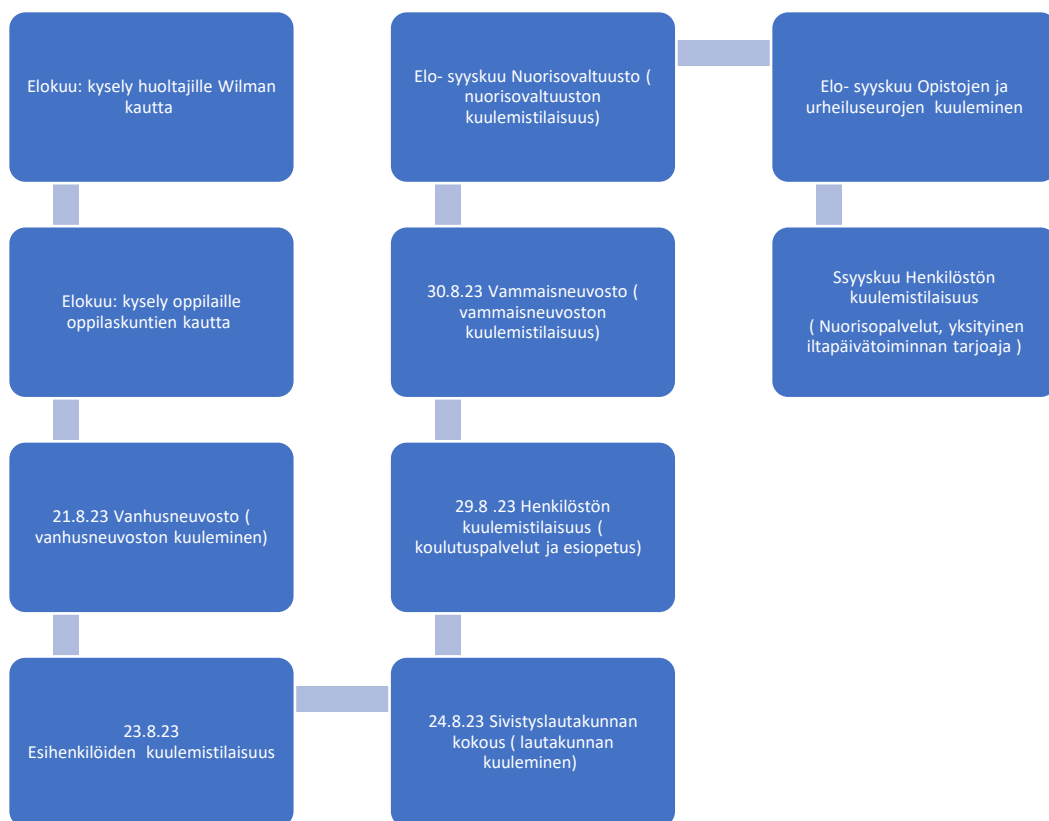 Elokuu: kysely huoltajille Wilman
kautta
Elokuu: kysely oppilaille
oppilaskuntien kautta
21.8.23 Vanhusneuvosto (
vanhusneuvoston kuuleminen)
23.8.23
Esihenkilöiden kuulemistilaisuus
24.8.23 Sivistyslautakunnan
kokous ( lautakunnan
kuuleminen)
29.8 .23 Henkilöstön
kuulemistilaisuus (
koulutuspalvelut ja esiopetus)
30.8.23 Vammaisneuvosto (
vammaisneuvoston
kuulemistilaisuus)
Elo- syyskuu Nuorisovaltuusto (
nuorisovaltuuston
kuulemistilaisuus)
Elo- syyskuu Opistojen ja
urheiluseurojen kuuleminen
Ssyyskuu Henkilöstön
kuulemistilaisuus
( Nuorisopalvelut, yksityinen
iltapäivätoiminnan tarjoaja )